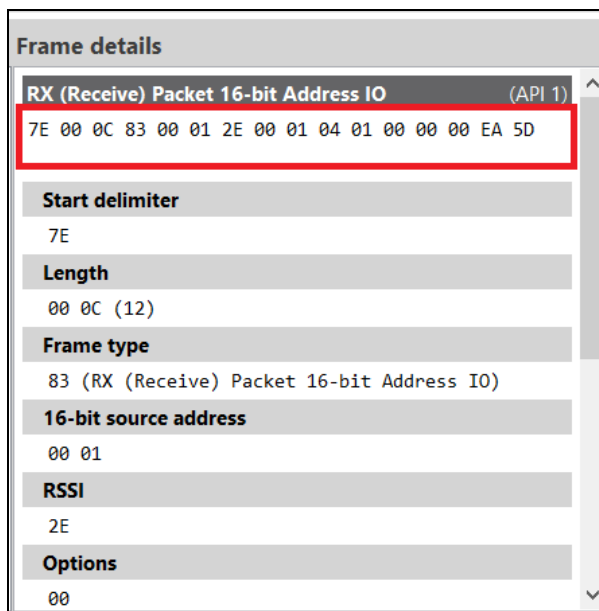 Frame details
RX (Receive) Packet 16-bit Address IO (API 1)
7E 00 0C 83 00 01 2E 00 01 04 01 00 00 00 EA 5D
Start delimiter
7E
Length
00 0C (12)
Frame type
83 (RX (Receive) Packet 16-bit Address IO)
16-bit source address
00 01
RSSI
2E
Options
00